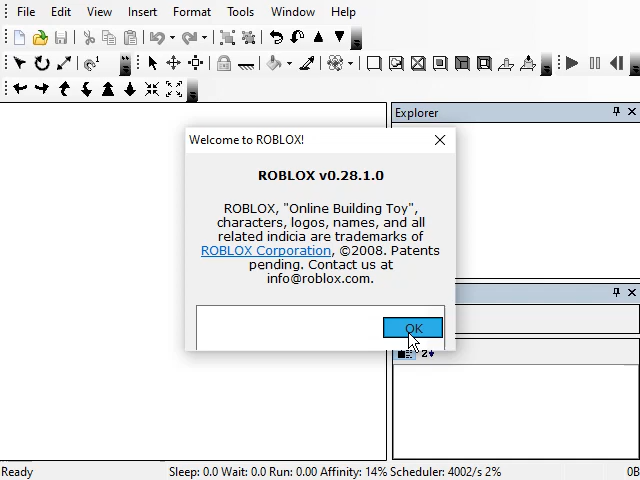 File Edit View Insert Format Tools Window Help
Explorer
Welcome to ROBLOX!
ROBLOX v0.28.1.0
ROBLOX, "Online Building Toy",
characters, logos, names, and all
related indicia are trademarks of
ROBLOX Corporation, ©2008. Patents
pending. Contact us at
info@roblox.com.
OK
Ready Sleep: 0.0 Wait: 0.0 Run: 0.00 Affinity: 14% Scheduler: 4002/s 2% 0B